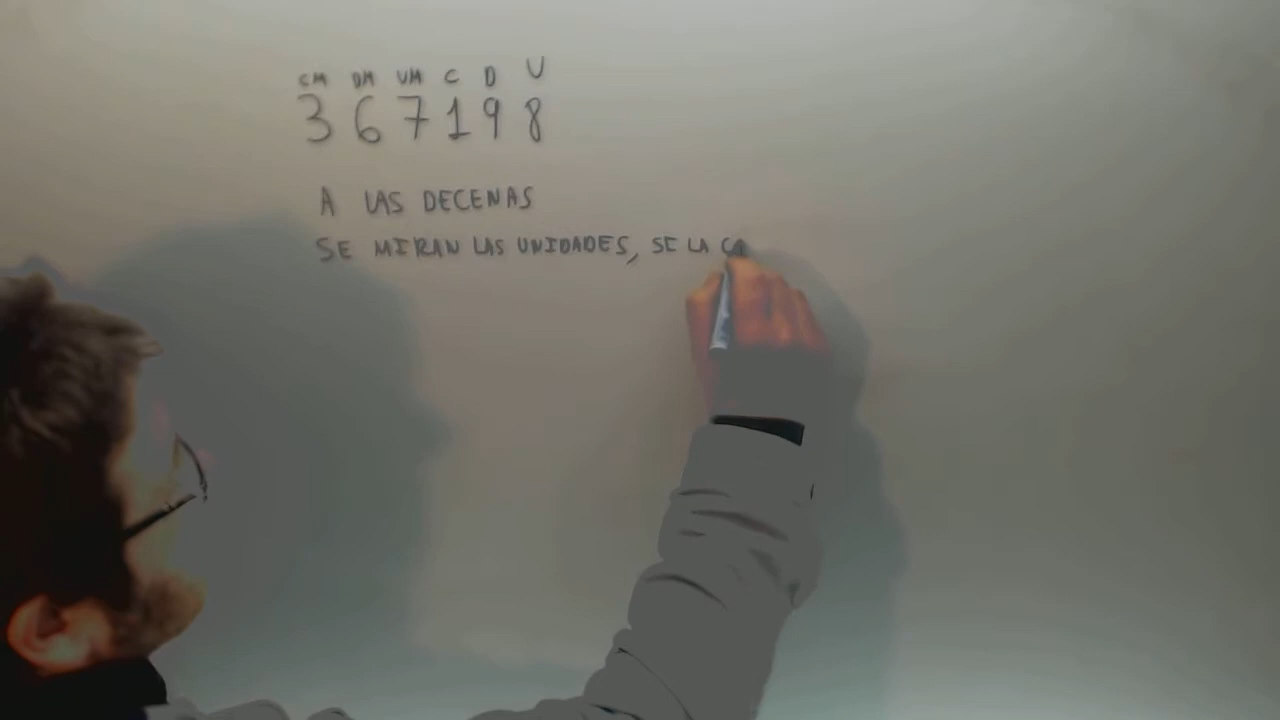 CM DM UM C D U
3 6 7 1 9 8
A LAS DECENAS
SE MIRAN LAS UNIDADES, SE LA